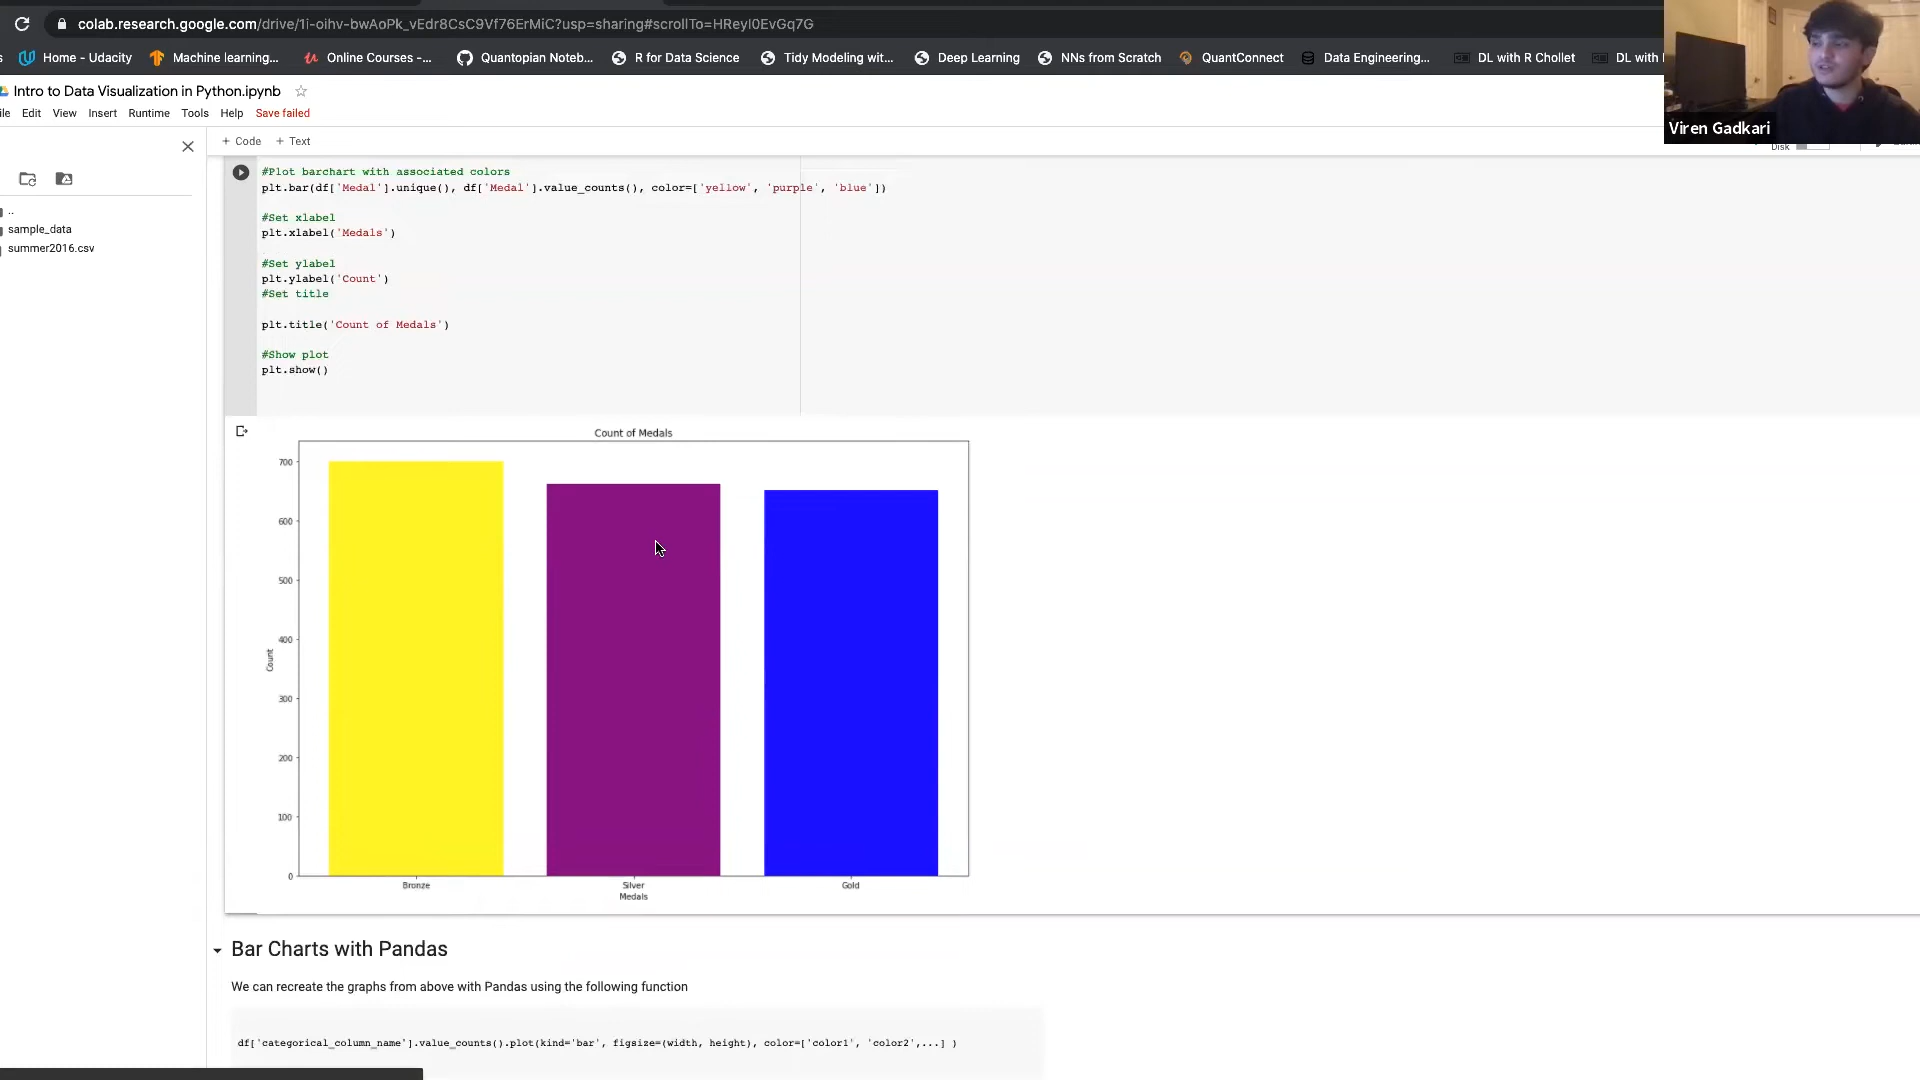 colab.research.google.com/drive/1i-oihv-bwAoPk_vEdr8CsC9Vf76ErMiC?usp=sharing#scrollTo=HReyI0EvGq7G
Home - Udacity Machine learning... Online Courses -... Quantopian Noteb... R for Data Science Tidy Modeling wit... Deep Learning NNs from Scratch QuantConnect Data Engineering... DL with R Chollet DL with
Intro to Data Visualization in Python.ipynb
ile Edit View Insert Runtime Tools Help Save failed
Viren Gadkari
+ Code + Text
Disk
..
sample_data
summer2016.csv
#Plot barchart with associated colors
plt.bar(df['Medal'].unique(), df['Medal'].value_counts(), color=['yellow', 'purple', 'blue'])
#Set xlabel
plt.xlabel('Medals')
#Set ylabel
plt.ylabel('Count')
#Set title
plt.title('Count of Medals')
#Show plot
plt.show()
Count of Medals
700
600
500
400
300
200
100
0
Count
Bronze Silver Gold
Medals
Bar Charts with Pandas
We can recreate the graphs from above with Pandas using the following function
df['categorical_column_name'].value_counts().plot(kind='bar', figsize=(width, height), color=['color1', 'color2',...] )